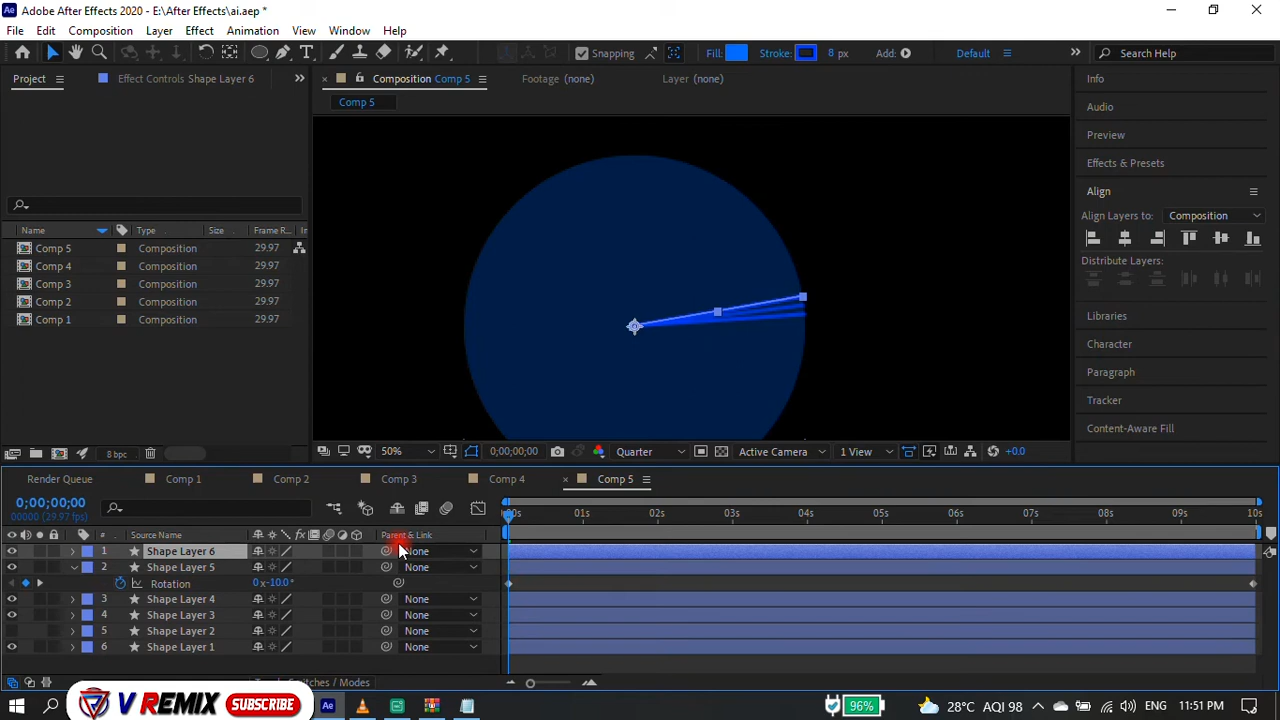 Ae Adobe After Effects 2020 - E:\After Effects\ai.aep *
File Edit Composition Layer Effect Animation View Window Help
T Snapping Fill: Stroke: 8 px Add: Default Search Help
Project Effect Controls Shape Layer 6 Composition Comp 5 Footage (none) Layer (none) Info
Comp 5
Audio
Preview
Effects & Presets
Align
Align Layers to: Composition
Distribute Layers:
Name Type Size Frame R... In
Comp 5 Composition 29.97
Comp 4 Composition 29.97
Comp 3 Composition 29.97
Comp 2 Composition 29.97
Comp 1 Composition 29.97
Libraries
Character
Paragraph
Tracker
Content-Aware Fill
8 bpc 50% 0;00;00;00 Quarter Active Camera 1 View +0.0
Render Queue Comp 1 Comp 2 Comp 3 Comp 4 Comp 5
0;00;00;00
00000 (29.97 fps)
00s 01s 02s 03s 04s 05s 06s 07s 08s 09s 10s
# Source Name fx Parent & Link
1 Shape Layer 6 None
2 Shape Layer 5 None
Rotation 0x-10.0°
3 Shape Layer 4 None
4 Shape Layer 3 None
5 Shape Layer 2 None
6 Shape Layer 1 None
V REMIX SUBSCRIBE
Ae 96% 28°C AQI 98 ENG 11:51 PM